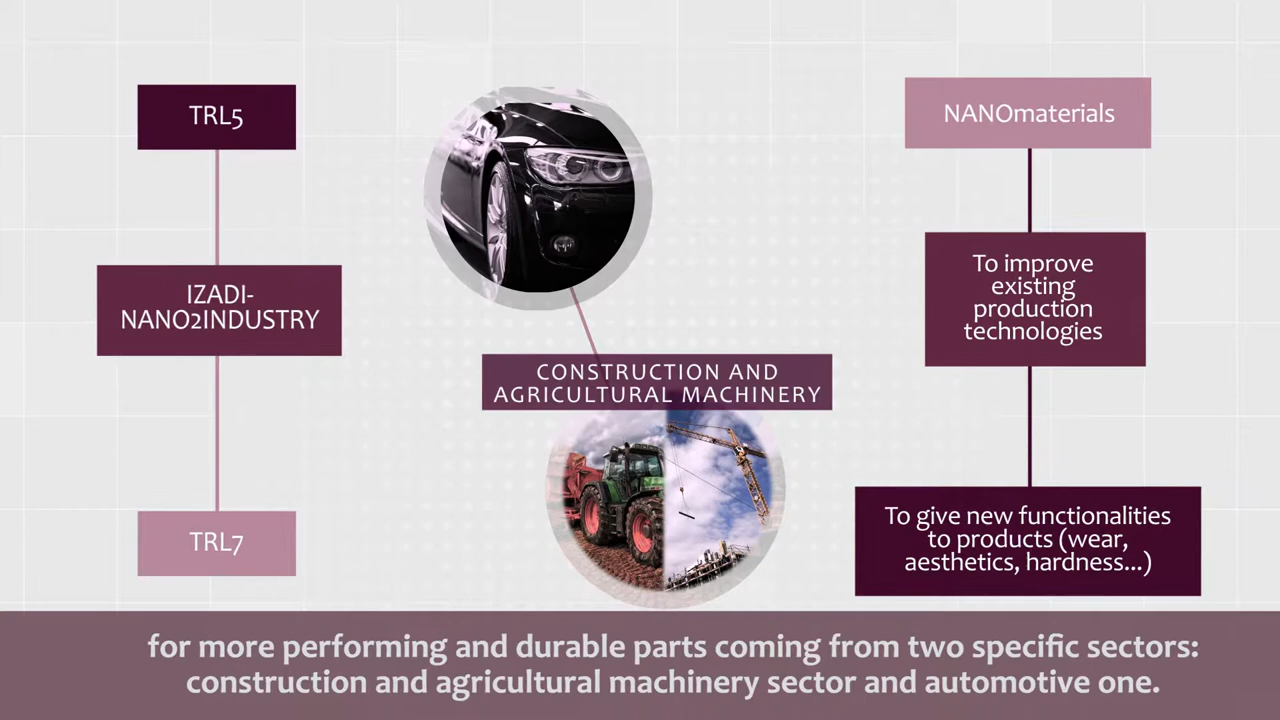 TRL5
IZADI-
NANO2INDUSTRY
TRL7
CONSTRUCTION AND
AGRICULTURAL MACHINERY
NANOmaterials
To improve
existing
production
technologies
To give new functionalities
to products (wear,
aesthetics, hardness...)
for more performing and durable parts coming from two specific sectors:
construction and agricultural machinery sector and automotive one.